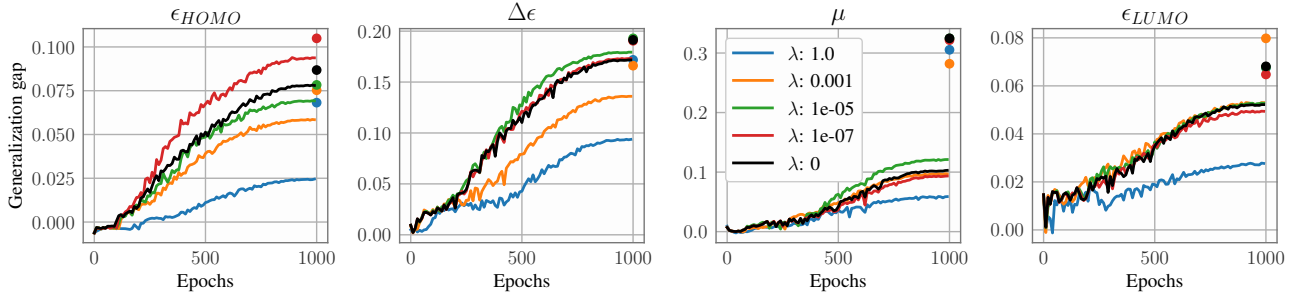 ϵ_HOMO
Δϵ
μ
ϵ_LUMO
Generalization gap
0.100
0.075
0.050
0.025
0.000
0
500
1000
Epochs
0.20
0.15
0.10
0.05
0.00
0
500
1000
Epochs
0.3
0.2
0.1
0.0
λ: 1.0
λ: 0.001
λ: 1e-05
λ: 1e-07
λ: 0
0
500
1000
Epochs
0.08
0.06
0.04
0.02
0.00
0
500
1000
Epochs